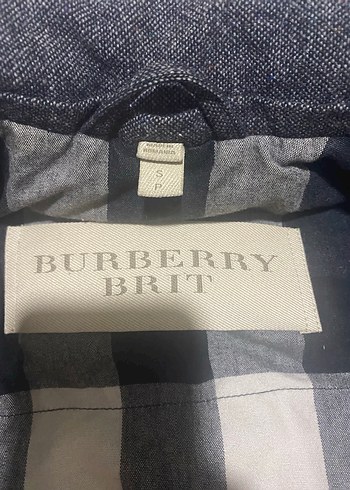 MADE IN
ROMANIA
S
P
BURBERRY
BRIT